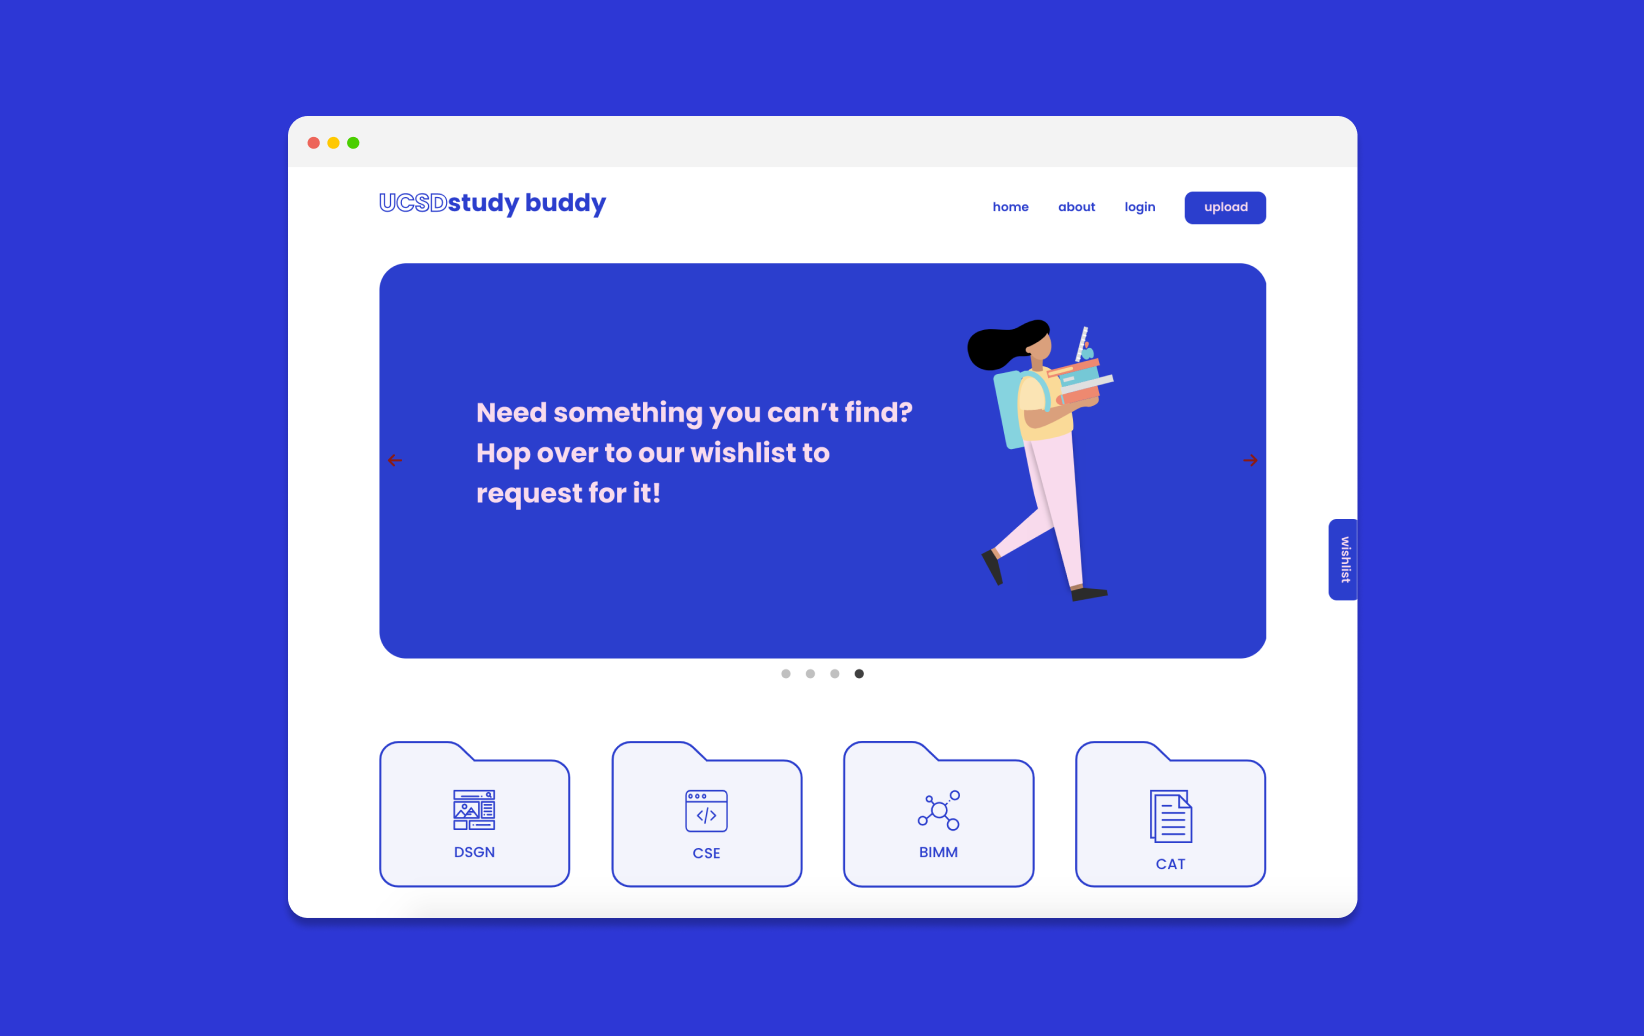 UCSDstudy buddy
home about login upload
Need something you can’t find?
Hop over to our wishlist to
request for it!
wishlist
DSGN
CSE
BIMM
CAT